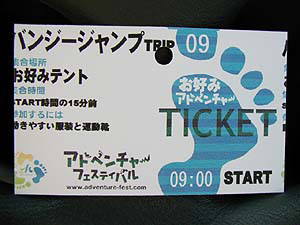 バンジージャンプTRIP 09
集合場所
お好みテント
集合時間
START時間の15分前
参加するには
動きやすい服装と運動靴
お好み
アドベンチャー
TICKET
アドベンチャー
フェスティバル
www.adventure-fest.com
09:00 START